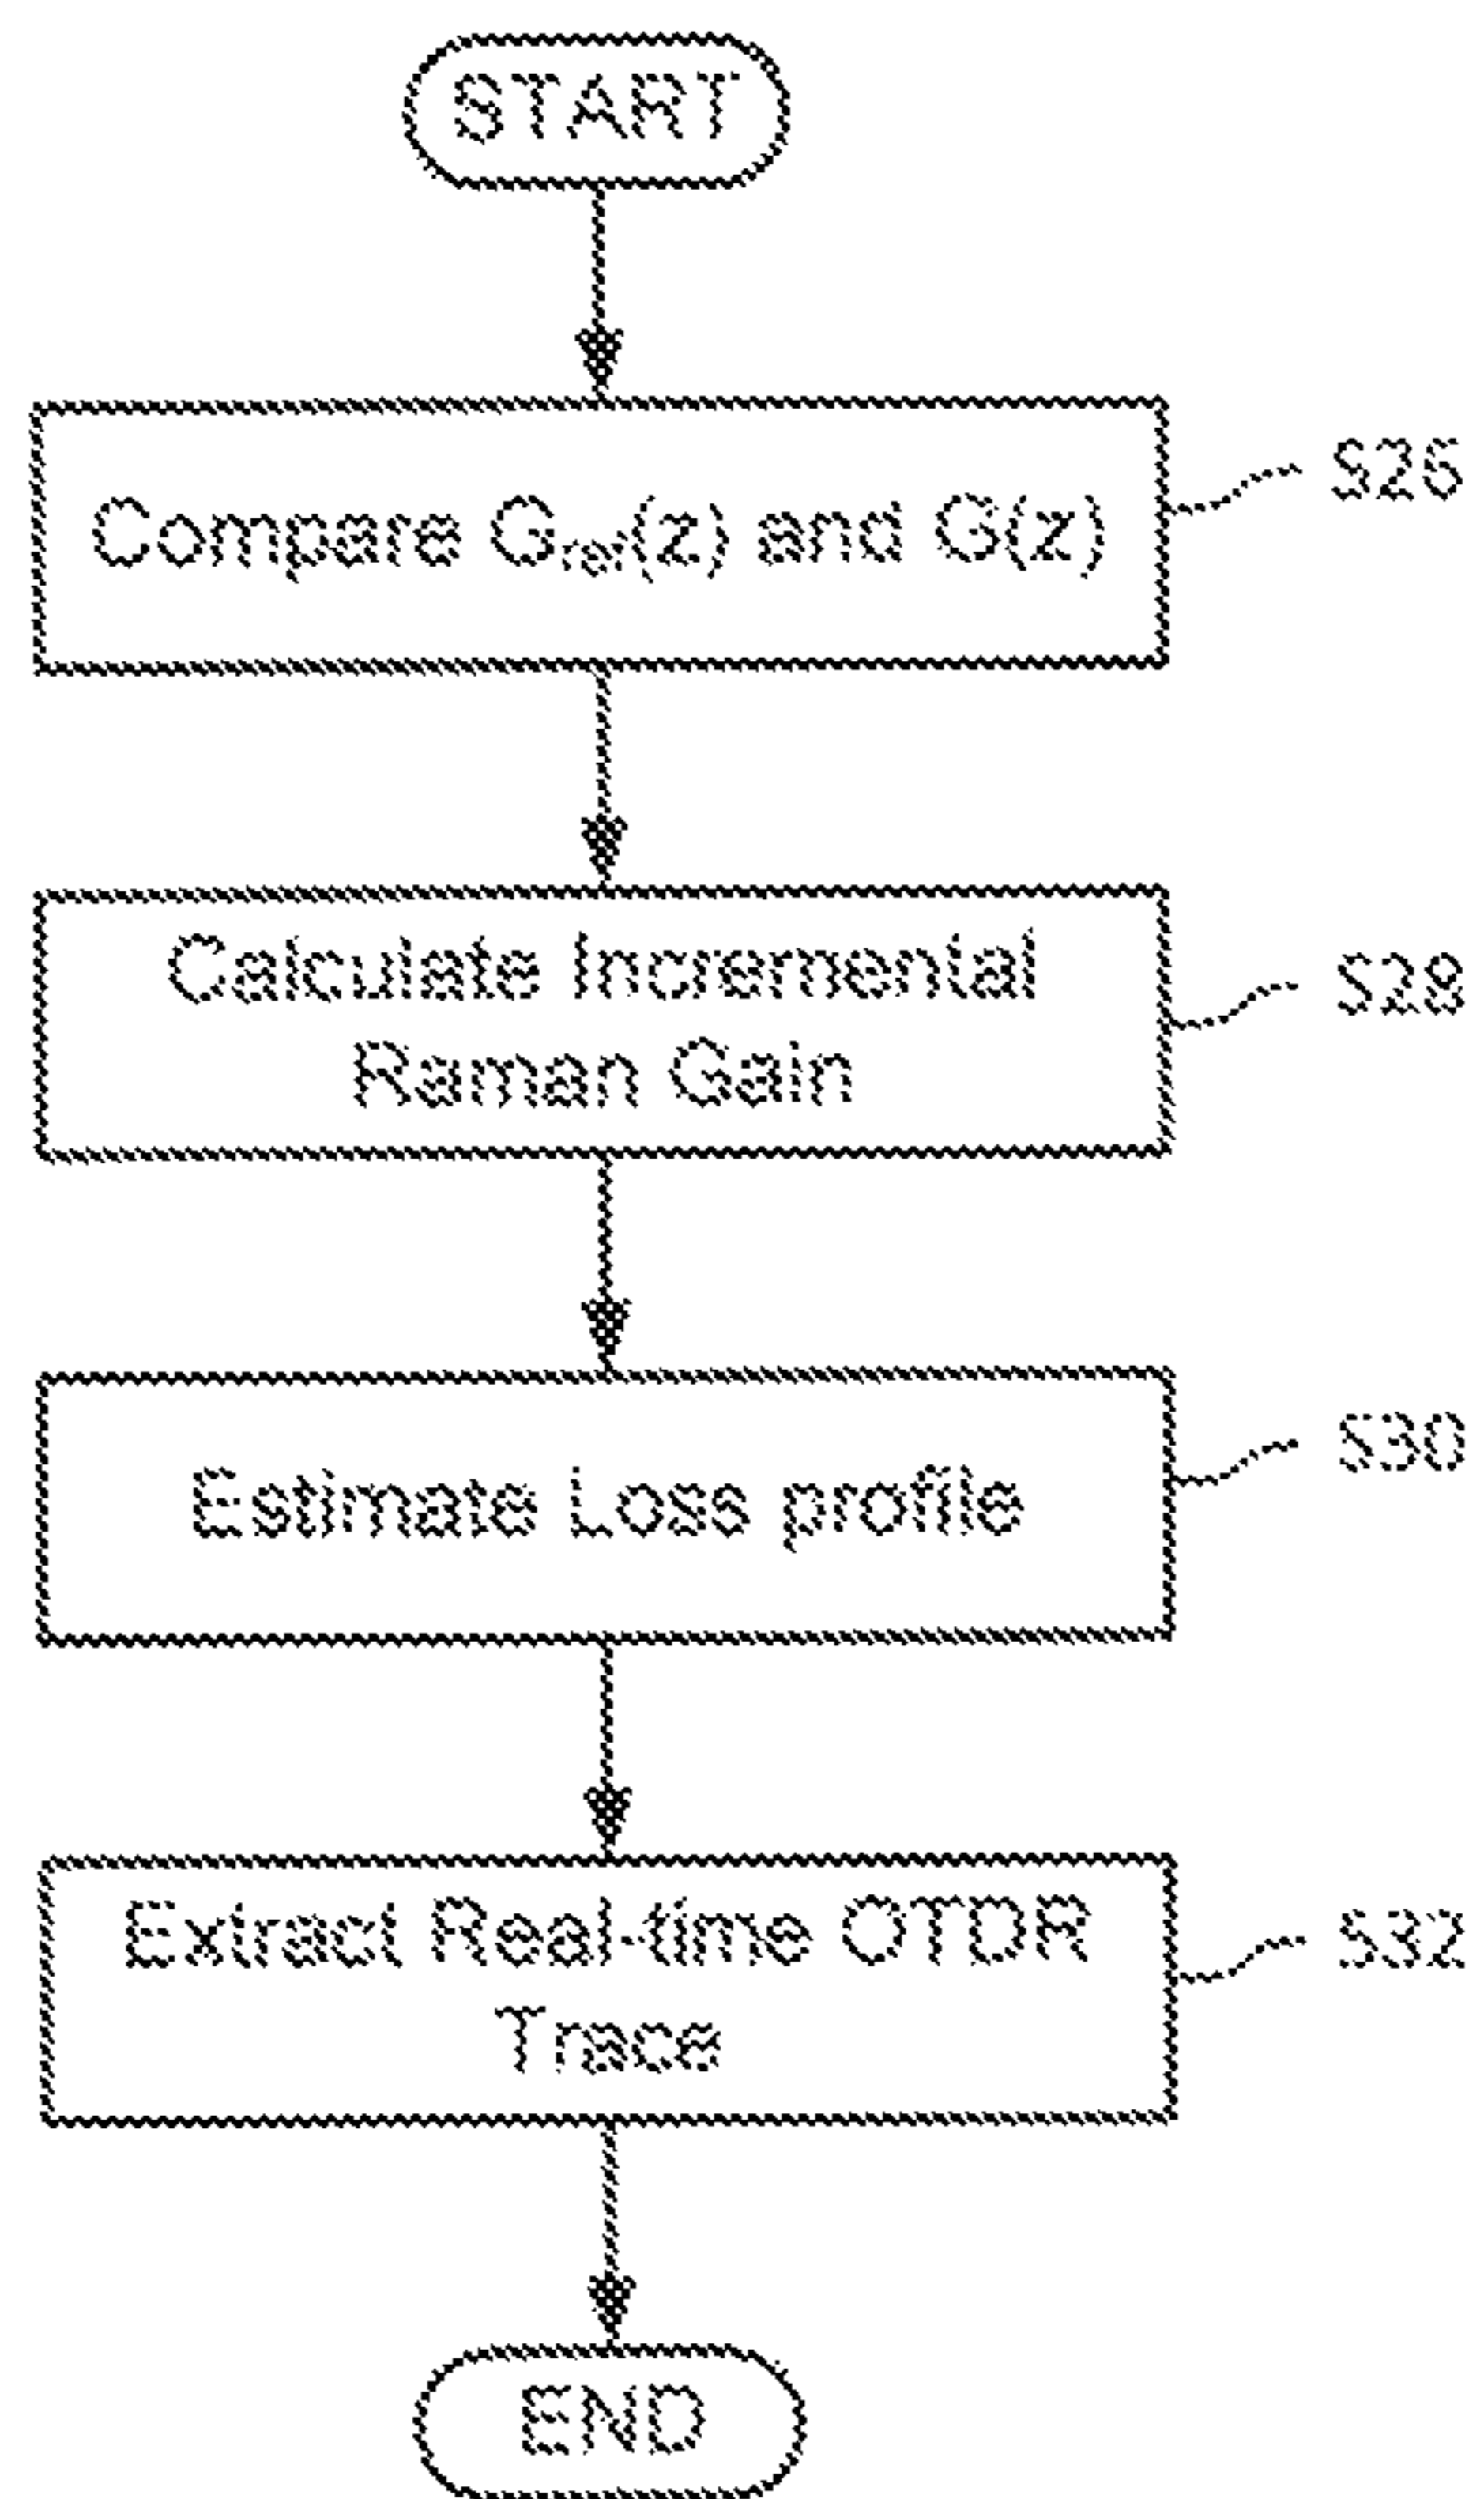 START
Compare G_ref(z) and G(z)
S26
Calculate Incremental
Raman Gain
S28
Estimate Loss profile
S30
Extract Real-time OTDR
Trace
S32
END